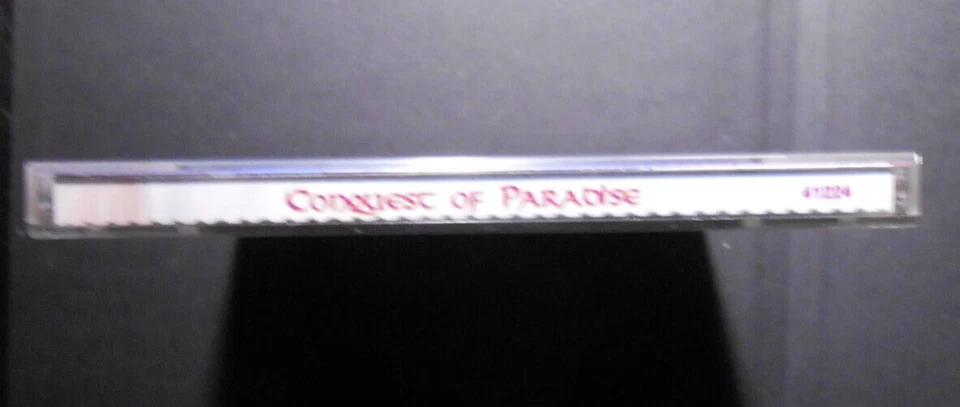 Conquest of Paradise 41224